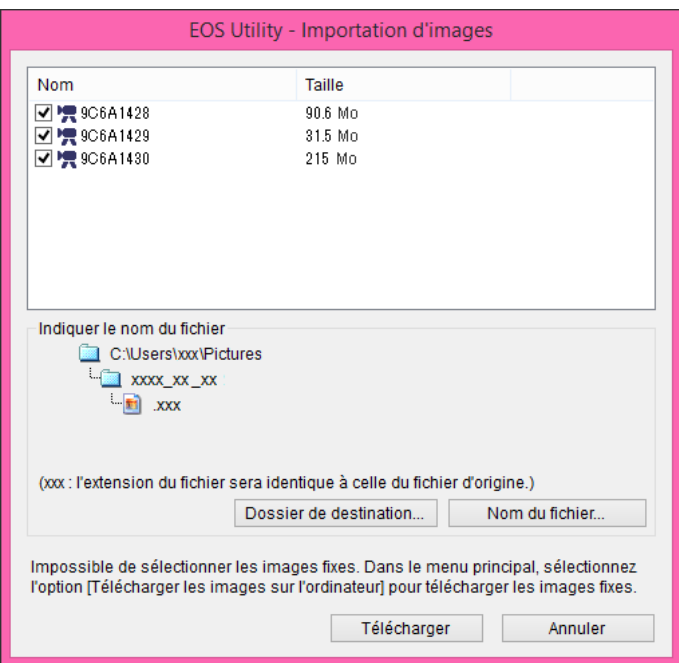 EOS Utility - Importation d'images
Nom Taille
9C6A1428 90.6 Mo
9C6A1429 31.5 Mo
9C6A1430 215 Mo
Indiquer le nom du fichier
C:\Users\xxx\Pictures
xxxx_xx_xx
.xxx
(xxx : l'extension du fichier sera identique à celle du fichier d'origine.)
Dossier de destination... Nom du fichier...
Impossible de sélectionner les images fixes. Dans le menu principal, sélectionnez
l'option [Télécharger les images sur l'ordinateur] pour télécharger les images fixes.
Télécharger Annuler